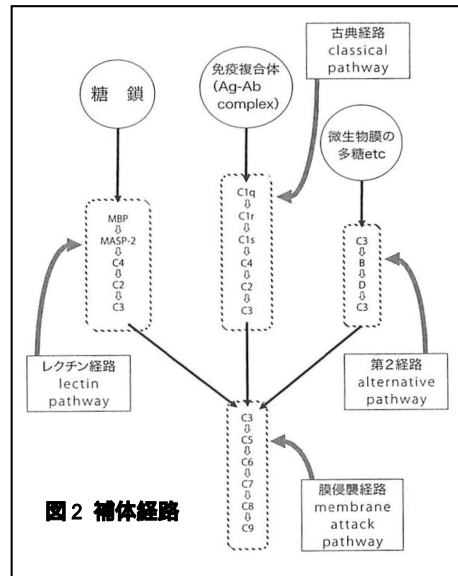 古典経路
classical
pathway
糖 鎖
免疫複合体
(Ag-Ab
complex)
微生物膜の
多糖etc
MBP
⇩
MASP-2
⇩
C4
⇩
C2
⇩
C3
C1q
⇩
C1r
⇩
C1s
⇩
C4
⇩
C2
⇩
C3
C3
⇩
B
⇩
D
⇩
C3
レクチン経路
lectin
pathway
第2経路
alternative
pathway
C3
⇩
C5
⇩
C6
⇩
C7
⇩
C8
⇩
C9
膜侵襲経路
membrane
attack
pathway
図2 補体経路